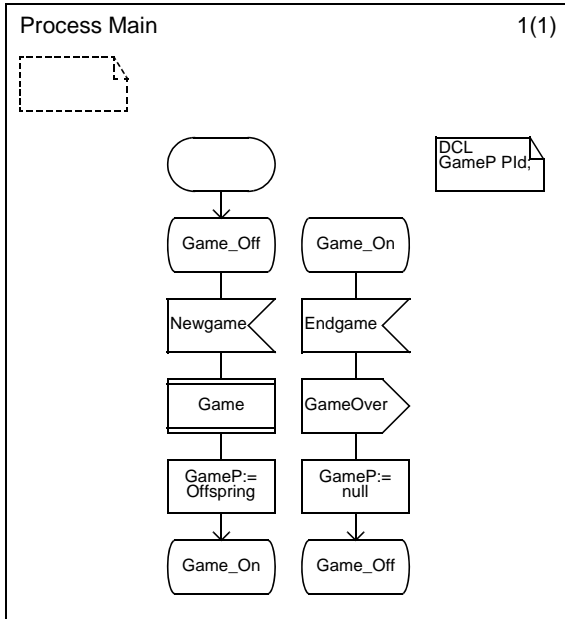 Process Main
1(1)
DCL
GameP PId;
Game_Off
Game_On
Newgame
Endgame
Game
GameOver
GameP:=
Offspring
GameP:=
null
Game_On
Game_Off